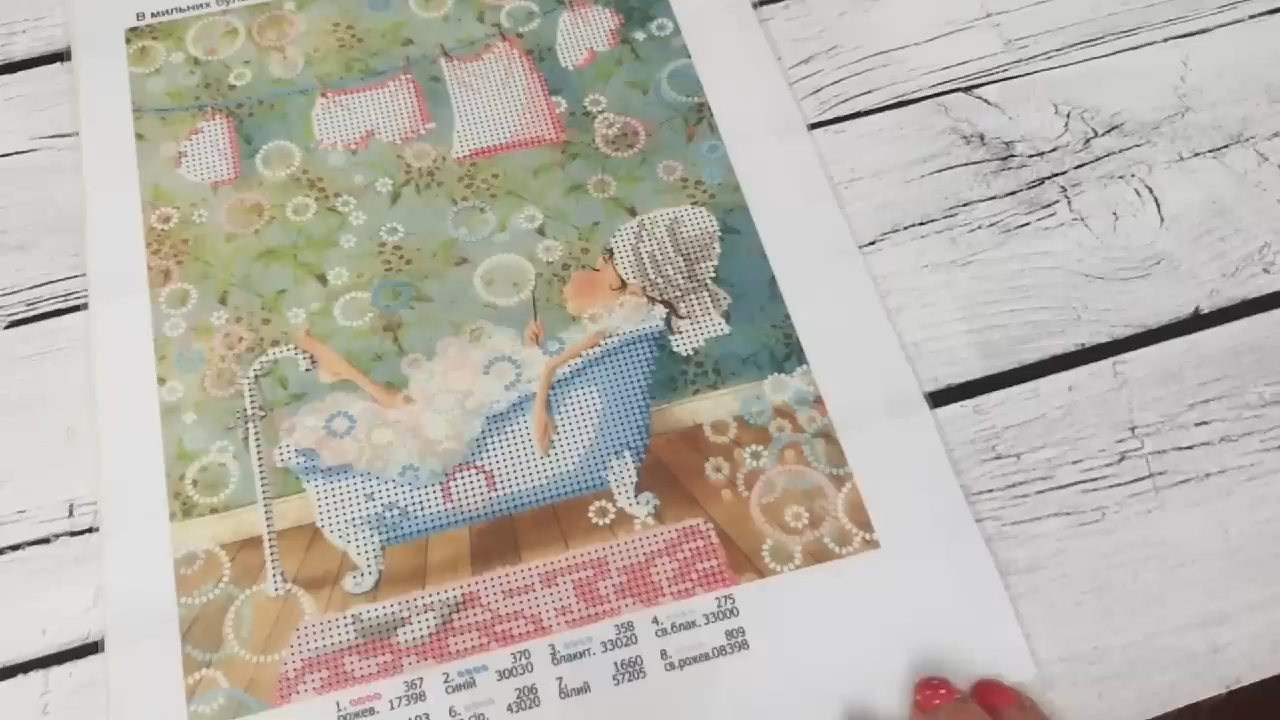 В мильних
1. 367
рожев. 17398
2. 370
синій 30030
3. 358
блакит. 33020
4. 275
св.блак. 33000
6. 206
43020
7. 1660
білий 57205
8. 809
св.рожев.08398